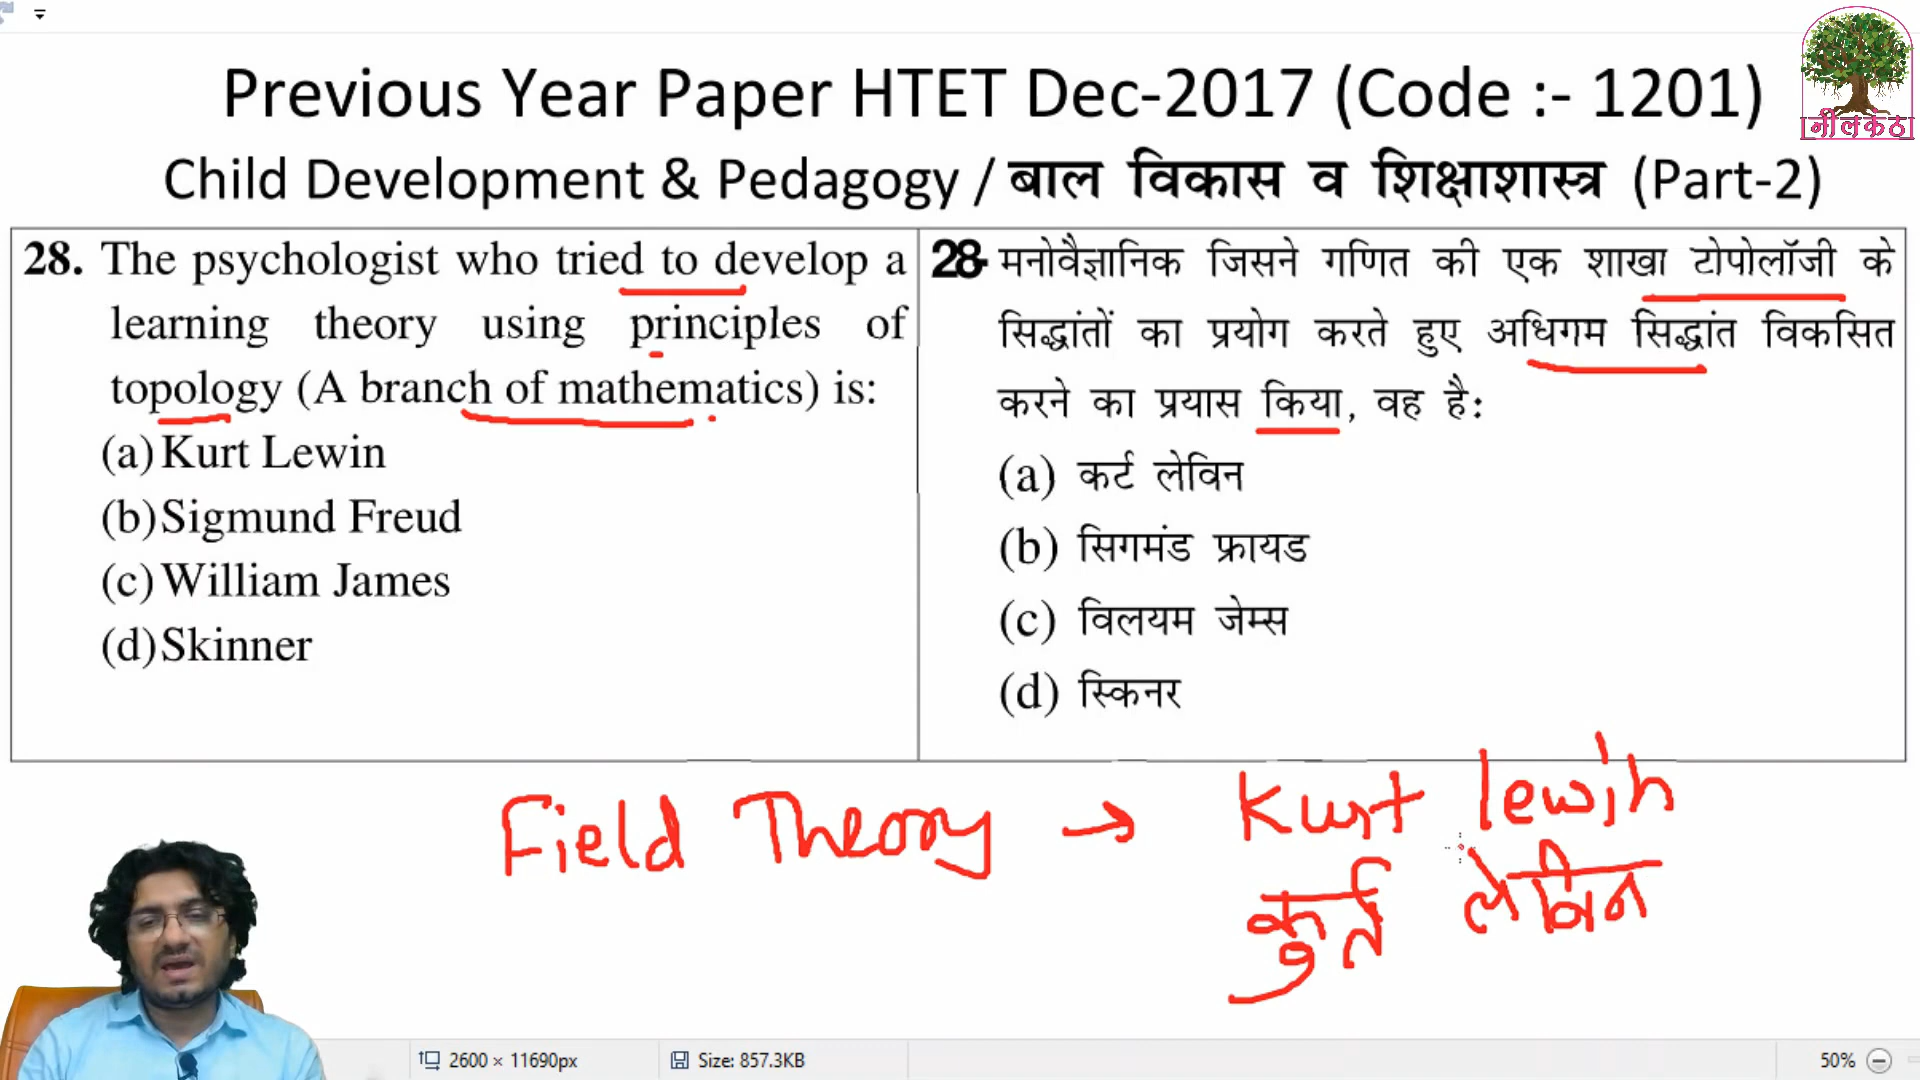 Previous Year Paper HTET Dec-2017 (Code :- 1201)
नीलकंठ
Child Development & Pedagogy / बाल विकास व शिक्षाशास्त्र (Part-2)
28. The psychologist who tried to develop a
learning theory using principles of
topology (A branch of mathematics) is:
(a) Kurt Lewin
(b) Sigmund Freud
(c) William James
(d) Skinner
28- मनोवैज्ञानिक जिसने गणित की एक शाखा टोपोलॉजी के
सिद्धांतों का प्रयोग करते हुए अधिगम सिद्धांत विकसित
करने का प्रयास किया, वह है:
(a) कर्ट लेविन
(b) सिगमंड फ्रायड
(c) विलयम जेम्स
(d) स्किनर
Field Theory → Kurt lewin
कुर्त लेविन
2600 × 11690px
Size: 857.3KB
50%